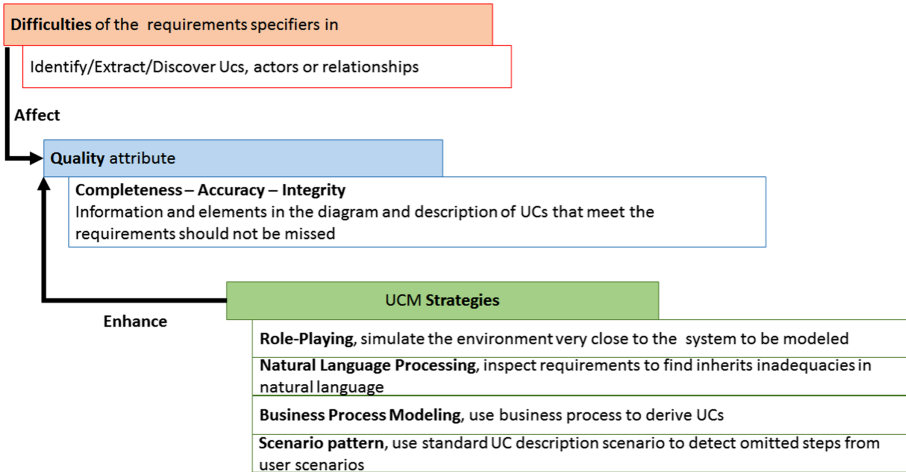 Difficulties of the requirements specifiers in
Identify/Extract/Discover Ucs, actors or relationships
Affect
Quality attribute
Completeness – Accuracy – Integrity
Information and elements in the diagram and description of UCs that meet the
requirements should not be missed
UCM Strategies
Enhance
Role-Playing, simulate the environment very close to the system to be modeled
Natural Language Processing, inspect requirements to find inherits inadequacies in
natural language
Business Process Modeling, use business process to derive UCs
Scenario pattern, use standard UC description scenario to detect omitted steps from
user scenarios